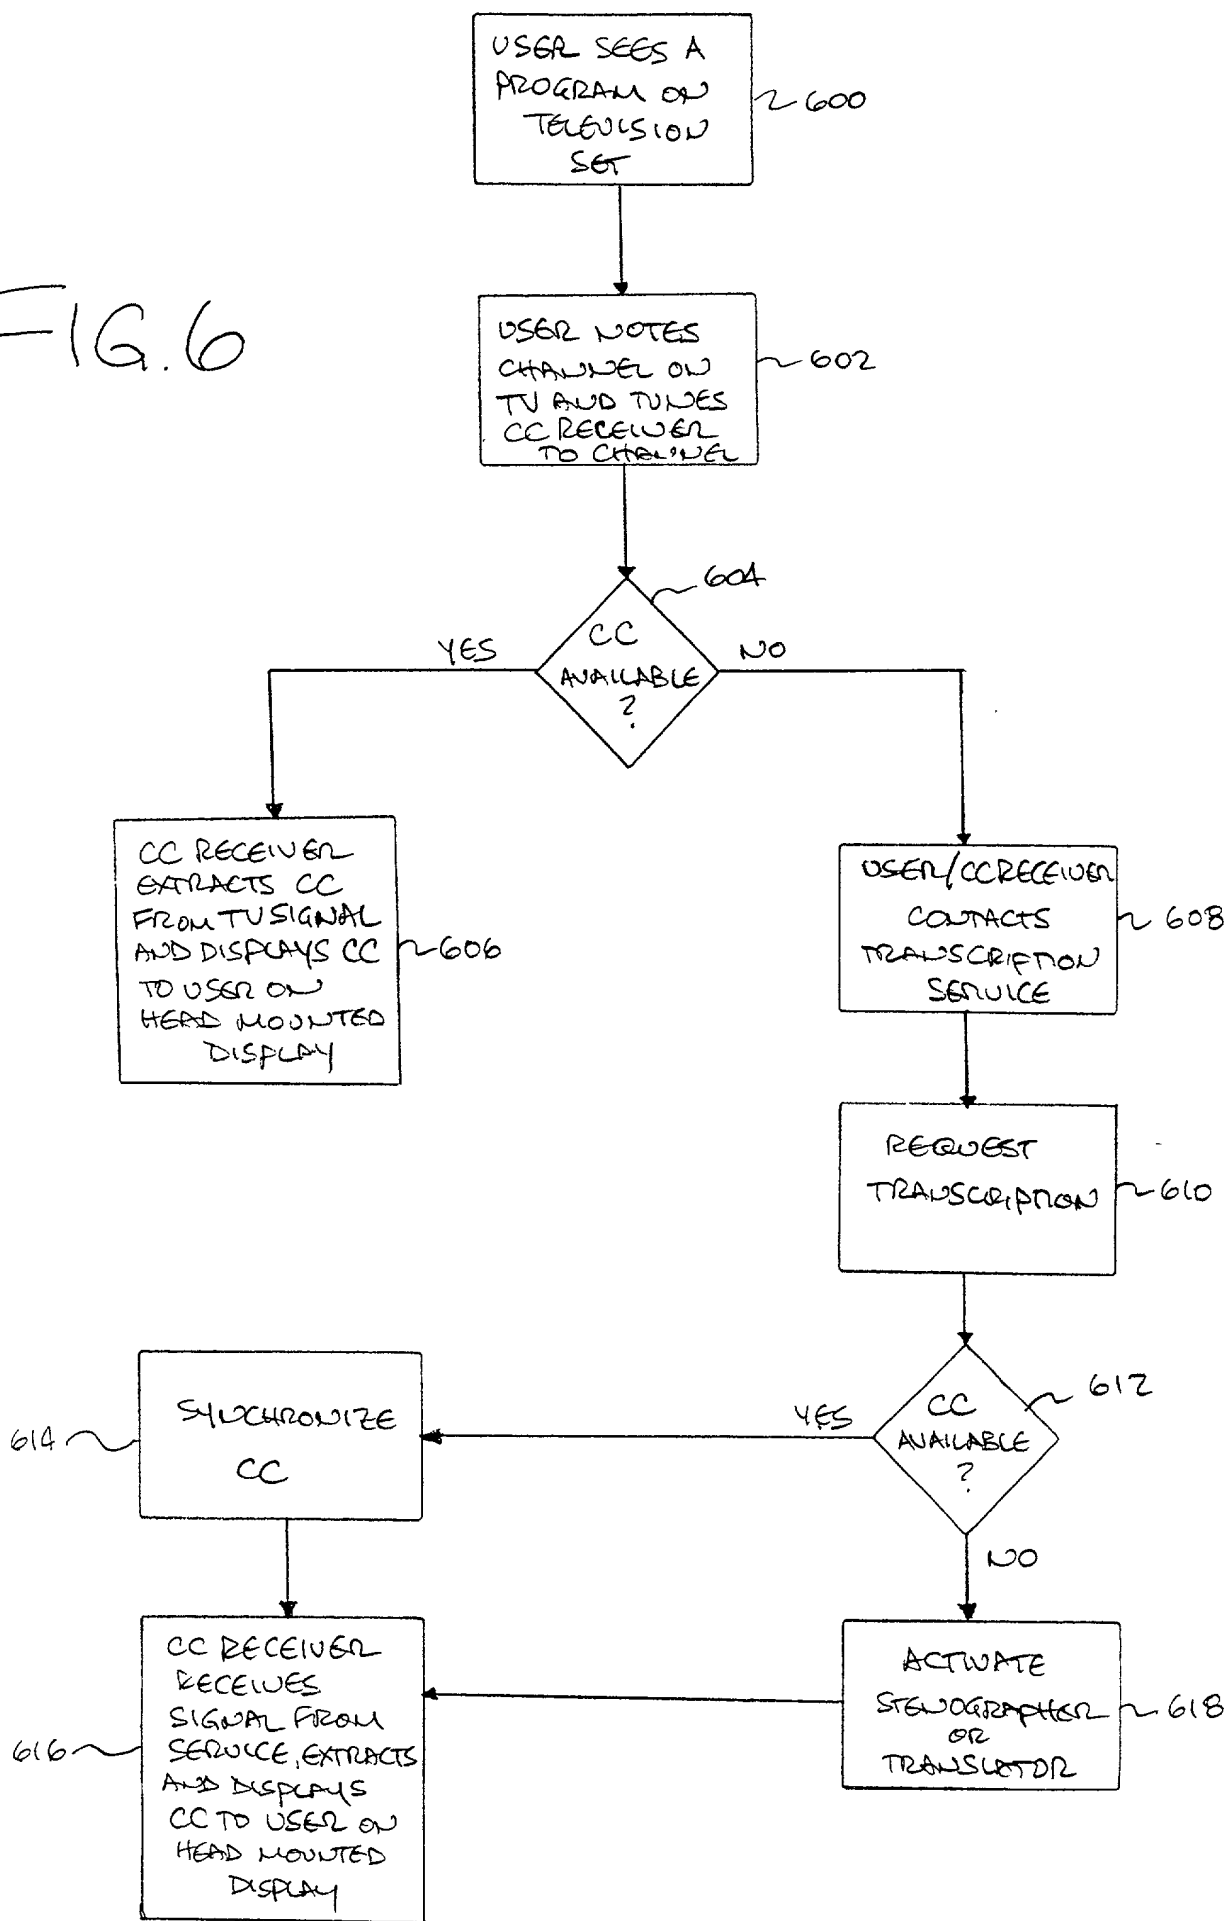 USER SEES A
PROGRAM ON
TELEVISION
SET
600
FIG. 6
USER NOTES
CHANNEL ON
TV AND TUNES
CC RECEIVER
TO CHANNEL
602
604
CC
AVAILABLE
?
YES
NO
CC RECEIVER
EXTRACTS CC
FROM TV SIGNAL
AND DISPLAYS CC
TO USER ON
HEAD MOUNTED
DISPLAY
606
USER/CC RECEIVER
CONTACTS
TRANSCRIPTION
SERVICE
608
REQUEST
TRANSCRIPTION
610
612
CC
AVAILABLE
?
YES
NO
SYNCHRONIZE
CC
614
CC RECEIVER
RECEIVES
SIGNAL FROM
SERVICE, EXTRACTS
AND DISPLAYS
CC TO USER ON
HEAD MOUNTED
DISPLAY
616
ACTIVATE
STENOGRAPHER
OR
TRANSLATOR
618